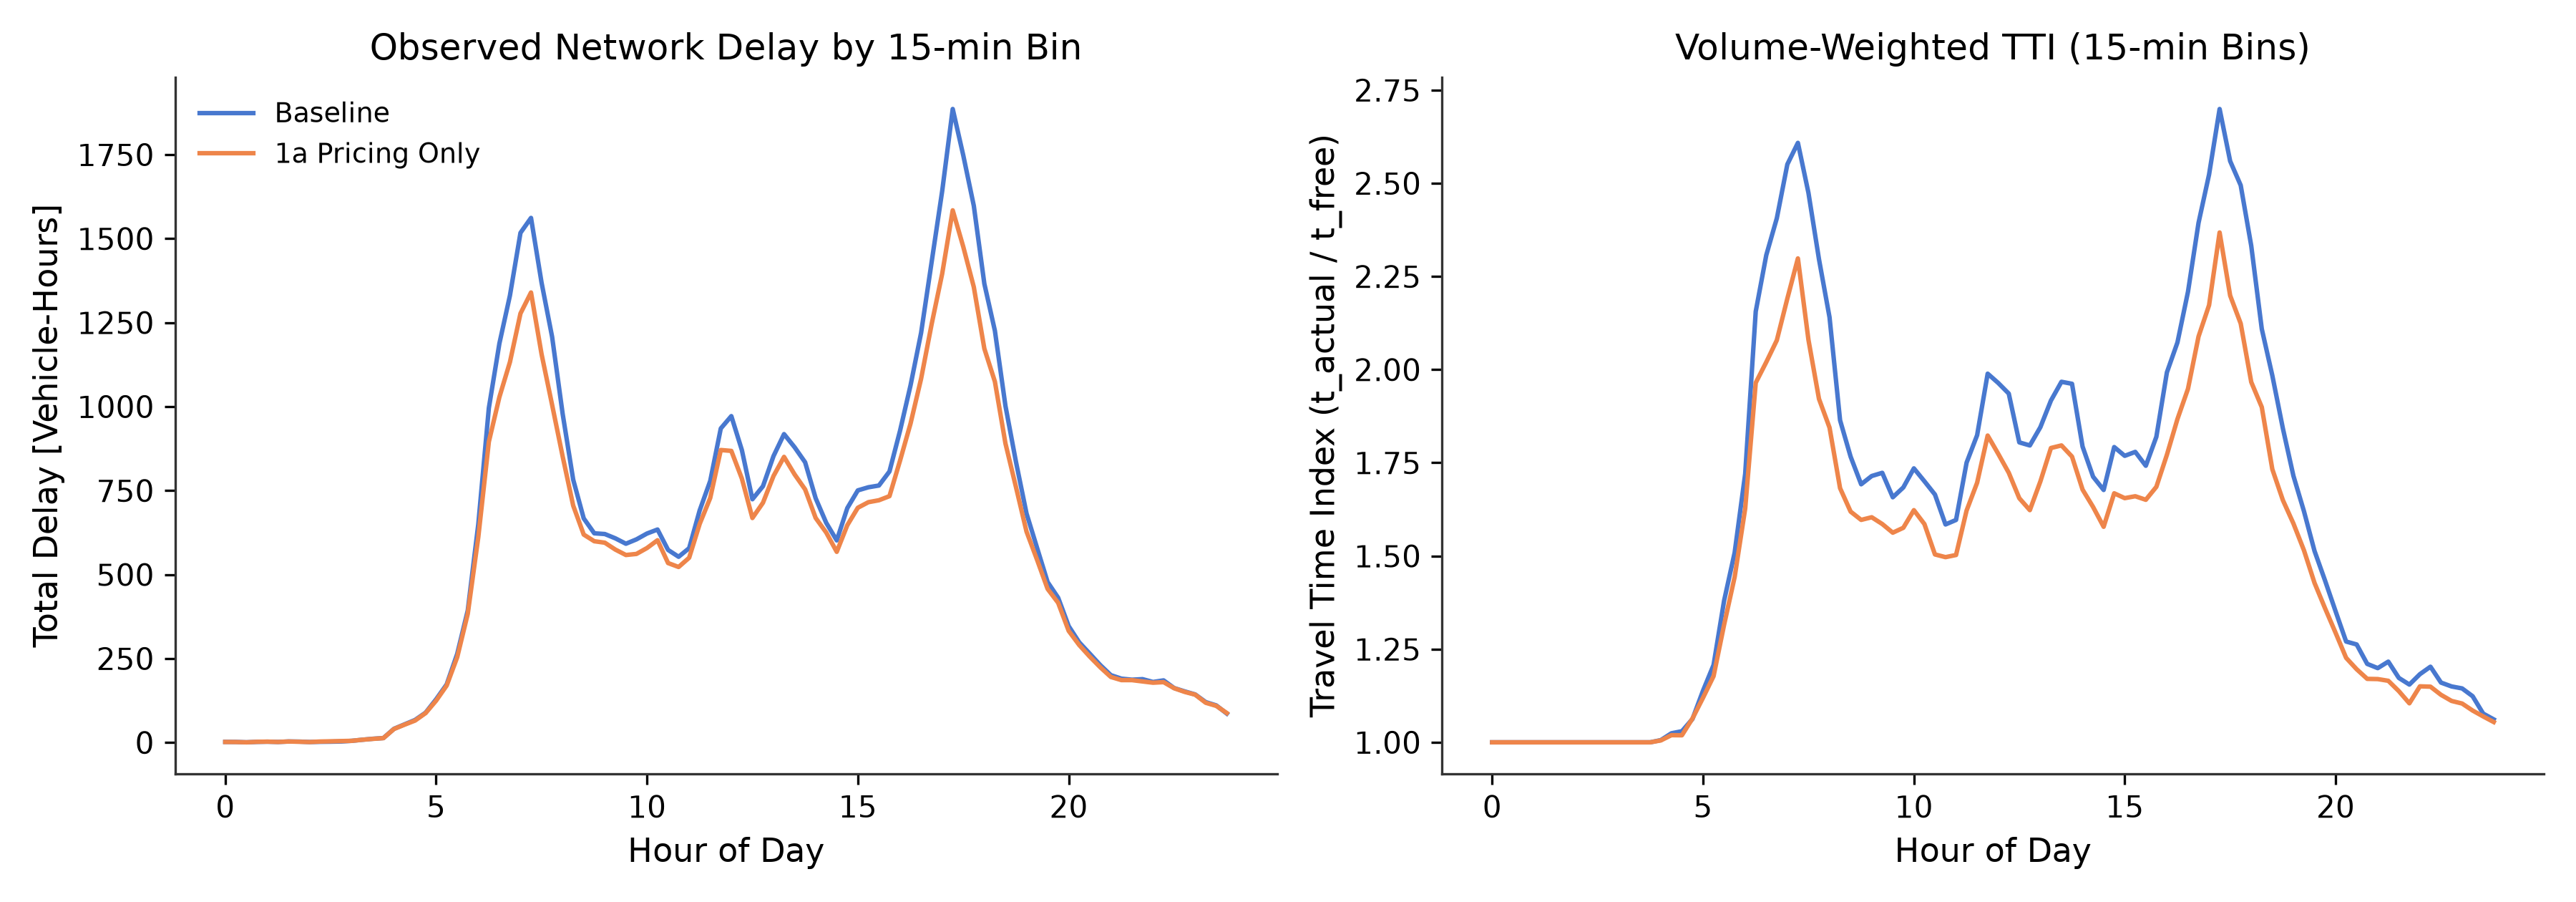 Observed Network Delay by 15-min Bin
Baseline
1a Pricing Only
Total Delay [Vehicle-Hours]
1750
1500
1250
1000
750
500
250
0
0 5 10 15 20
Hour of Day
Volume-Weighted TTI (15-min Bins)
Travel Time Index (t_actual / t_free)
2.75
2.50
2.25
2.00
1.75
1.50
1.25
1.00
0 5 10 15 20
Hour of Day